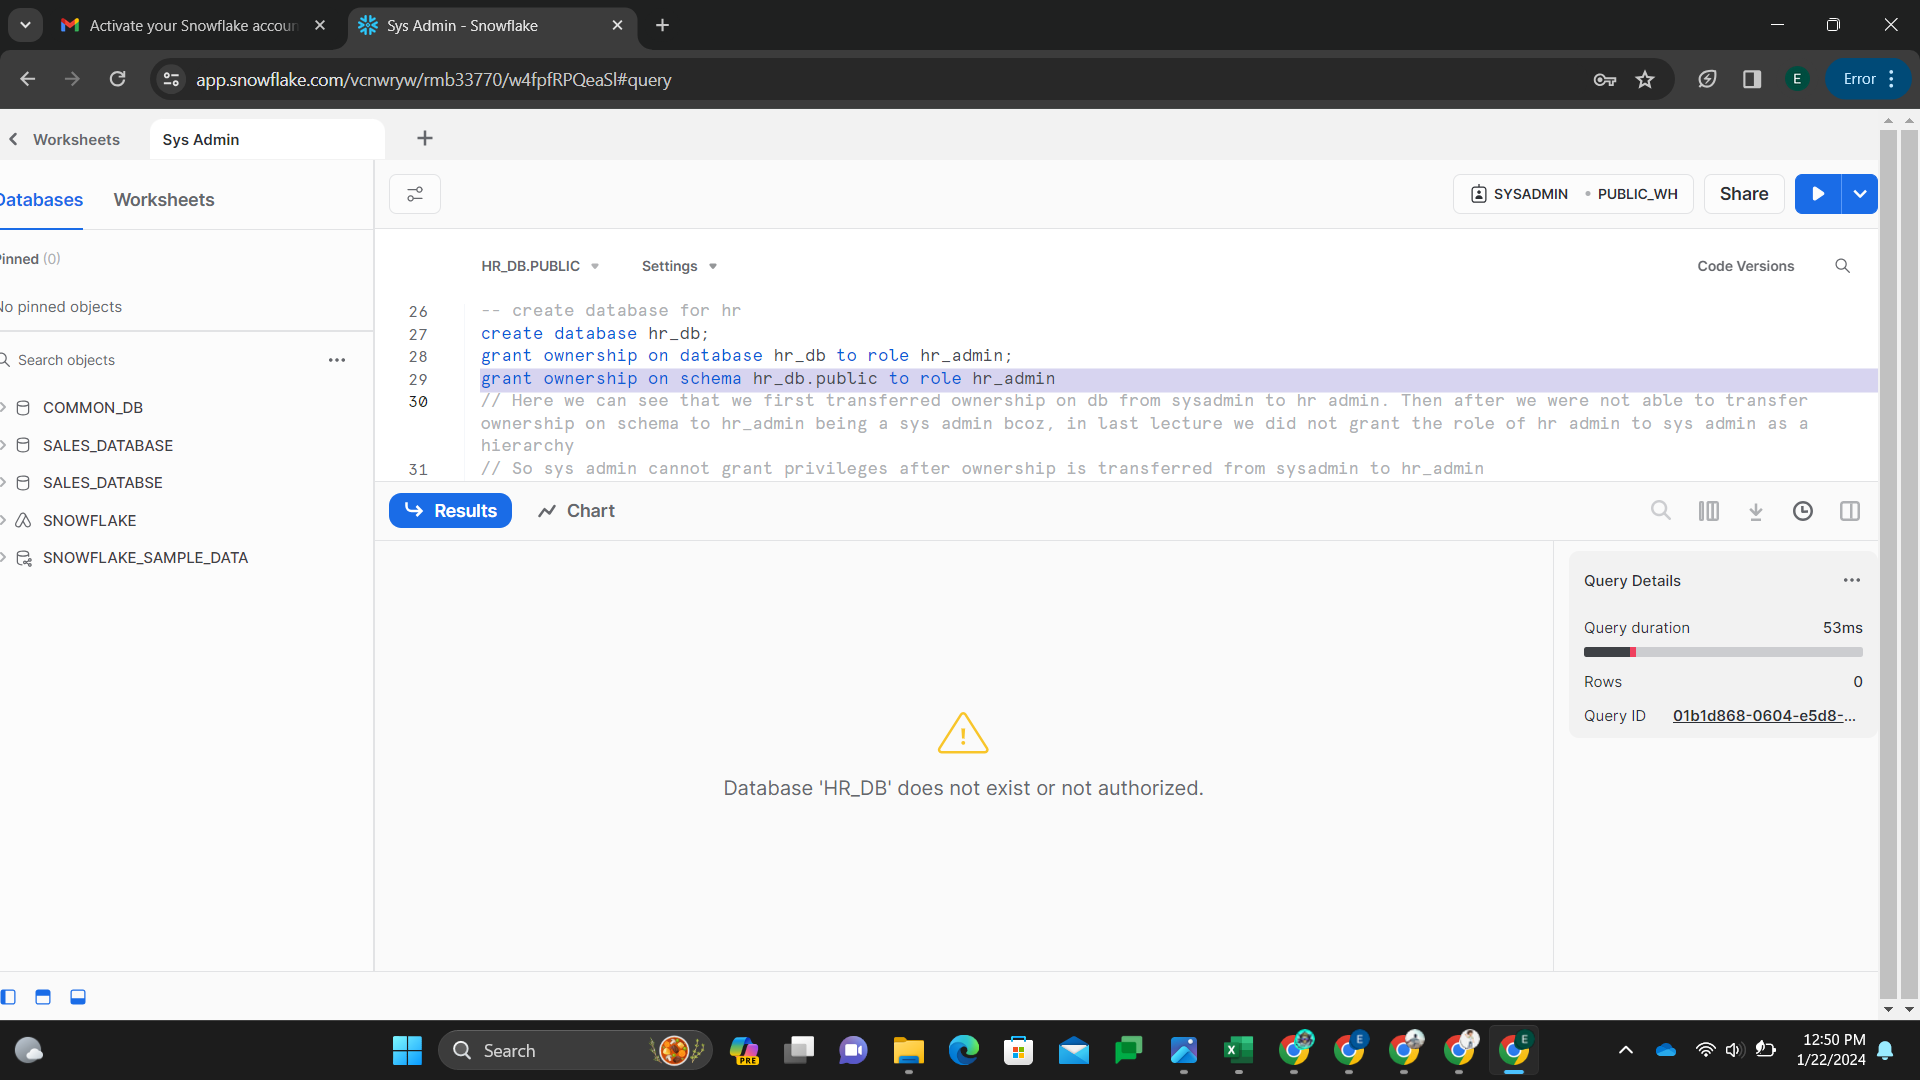 Activate your Snowflake accoun
Sys Admin - Snowflake
app.snowflake.com/vcnwryw/rmb33770/w4fpfRPQeaSl#query
E
Error
Worksheets
Sys Admin
Databases
Worksheets
SYSADMIN
PUBLIC_WH
Share
Pinned (0)
No pinned objects
HR_DB.PUBLIC
Settings
Code Versions
Search objects
COMMON_DB
SALES_DATABASE
SALES_DATABSE
SNOWFLAKE
SNOWFLAKE_SAMPLE_DATA
26 -- create database for hr
27 create database hr_db;
28 grant ownership on database hr_db to role hr_admin;
29 grant ownership on schema hr_db.public to role hr_admin
30 // Here we can see that we first transferred ownership on db from sysadmin to hr admin. Then after we were not able to transfer
ownership on schema to hr_admin being a sys admin bcoz, in last lecture we did not grant the role of hr admin to sys admin as a
hierarchy
31 // So sys admin cannot grant privileges after ownership is transferred from sysadmin to hr_admin
Results
Chart
Database 'HR_DB' does not exist or not authorized.
Query Details
Query duration 53ms
Rows 0
Query ID 01b1d868-0604-e5d8-...
Search
PRE
E
E
12:50 PM
1/22/2024